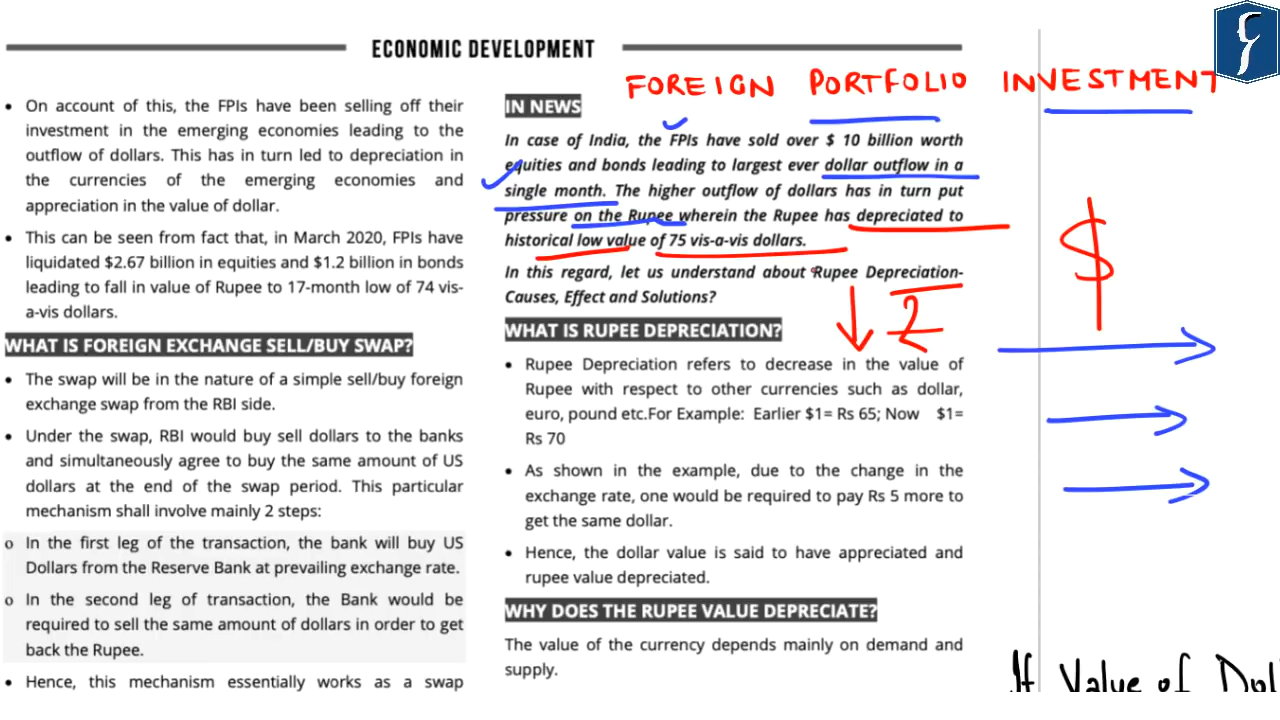 ECONOMIC DEVELOPMENT
• On account of this, the FPIs have been selling off their
investment in the emerging economies leading to the
outflow of dollars. This has in turn led to depreciation in
the currencies of the emerging economies and
appreciation in the value of dollar.
• This can be seen from fact that, in March 2020, FPIs have
liquidated $2.67 billion in equities and $1.2 billion in bonds
leading to fall in value of Rupee to 17-month low of 74 vis-
a-vis dollars.
WHAT IS FOREIGN EXCHANGE SELL/BUY SWAP?
• The swap will be in the nature of a simple sell/buy foreign
exchange swap from the RBI side.
• Under the swap, RBI would buy sell dollars to the banks
and simultaneously agree to buy the same amount of US
dollars at the end of the swap period. This particular
mechanism shall involve mainly 2 steps:
o In the first leg of the transaction, the bank will buy US
Dollars from the Reserve Bank at prevailing exchange rate.
o In the second leg of transaction, the Bank would be
required to sell the same amount of dollars in order to get
back the Rupee.
• Hence, this mechanism essentially works as a swap
FOREIGN PORTFOLIO INVESTMENT
IN NEWS
In case of India, the FPIs have sold over $ 10 billion worth
equities and bonds leading to largest ever dollar outflow in a
single month. The higher outflow of dollars has in turn put
pressure on the Rupee wherein the Rupee has depreciated to
historical low value of 75 vis-a-vis dollars.
In this regard, let us understand about Rupee Depreciation-
Causes, Effect and Solutions?
WHAT IS RUPEE DEPRECIATION?
• Rupee Depreciation refers to decrease in the value of
Rupee with respect to other currencies such as dollar,
euro, pound etc.For Example: Earlier $1= Rs 65; Now $1=
Rs 70
• As shown in the example, due to the change in the
exchange rate, one would be required to pay Rs 5 more to
get the same dollar.
• Hence, the dollar value is said to have appreciated and
rupee value depreciated.
WHY DOES THE RUPEE VALUE DEPRECIATE?
The value of the currency depends mainly on demand and
supply.
$
If Value of Doll